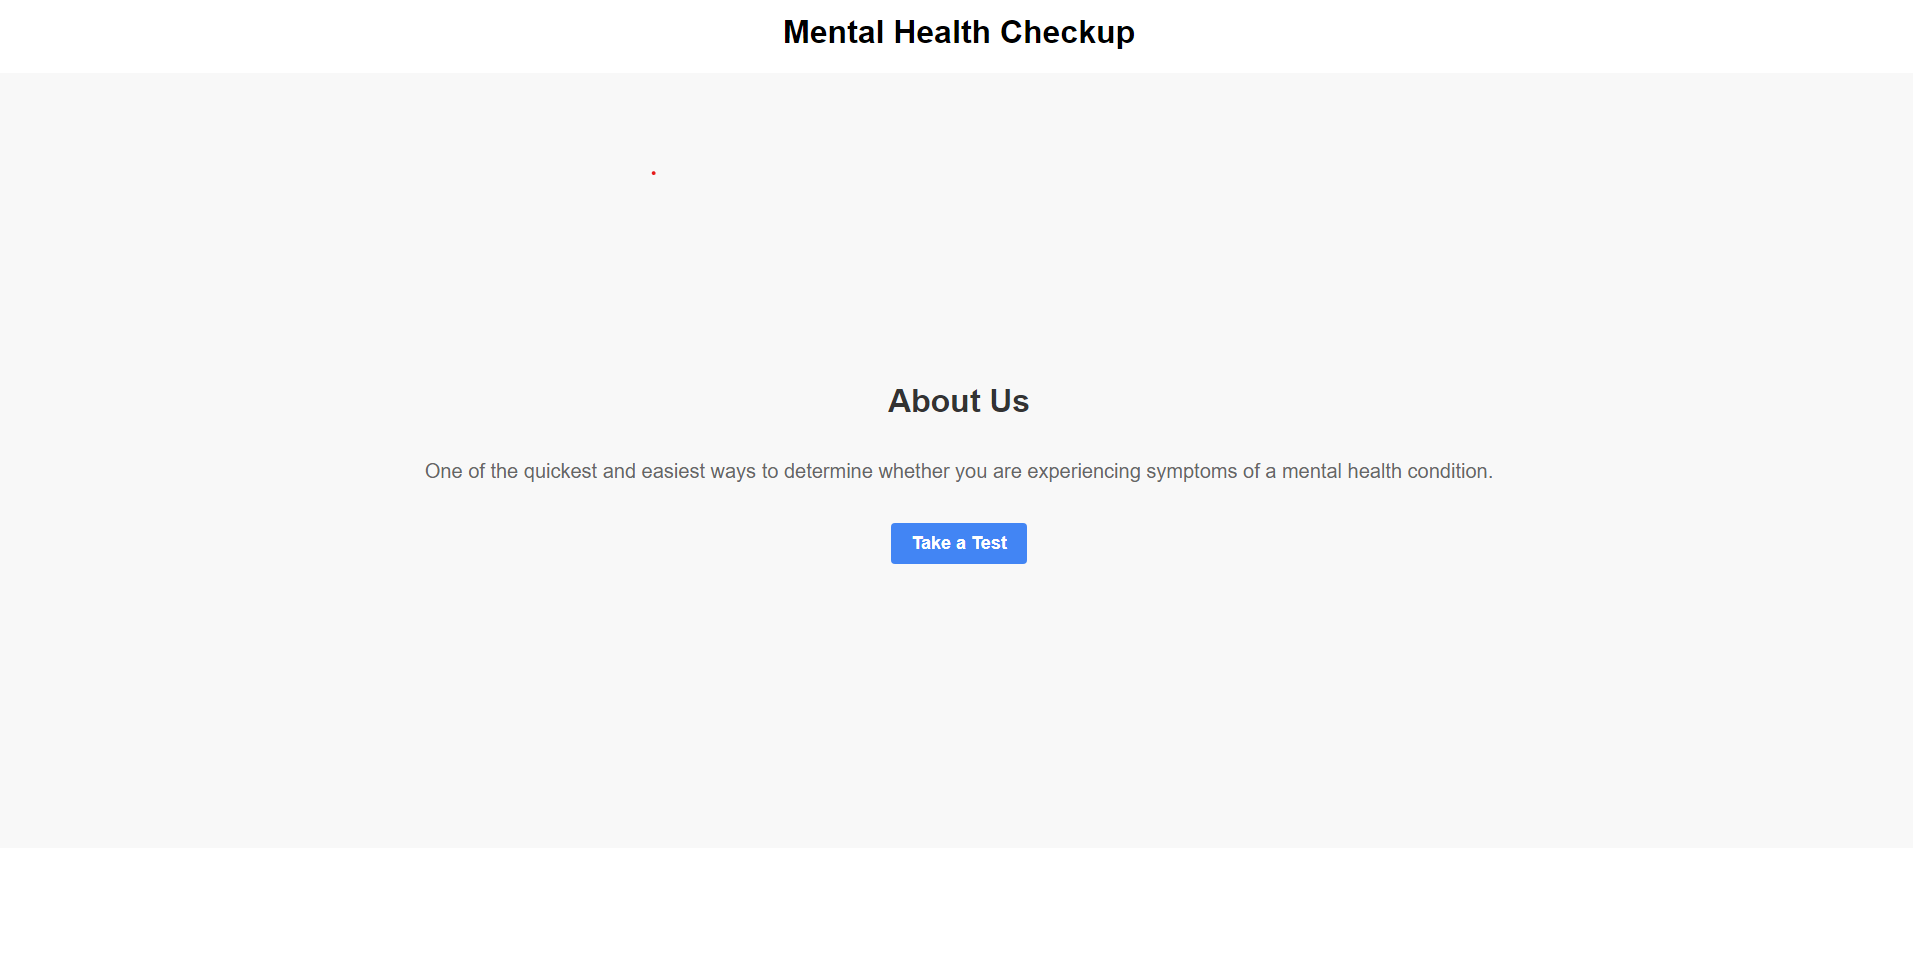 Mental Health Checkup
About Us
One of the quickest and easiest ways to determine whether you are experiencing symptoms of a mental health condition.
Take a Test